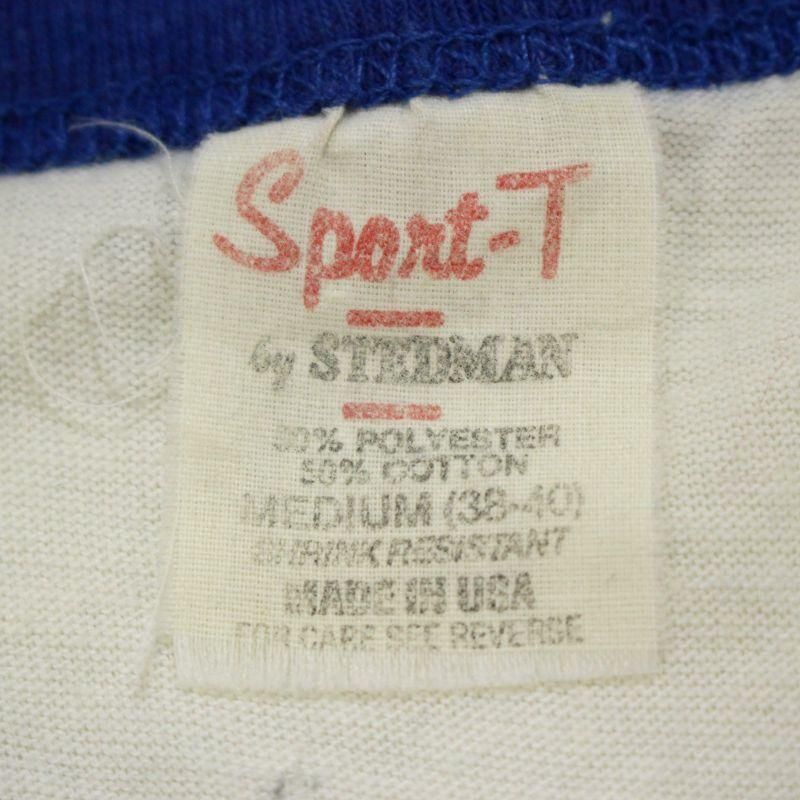 Sport-T
by STEDMAN
50% POLYESTER
50% COTTON
MEDIUM (38-40)
SHRINK RESISTANT
MADE IN USA
FOR CARE SEE REVERSE